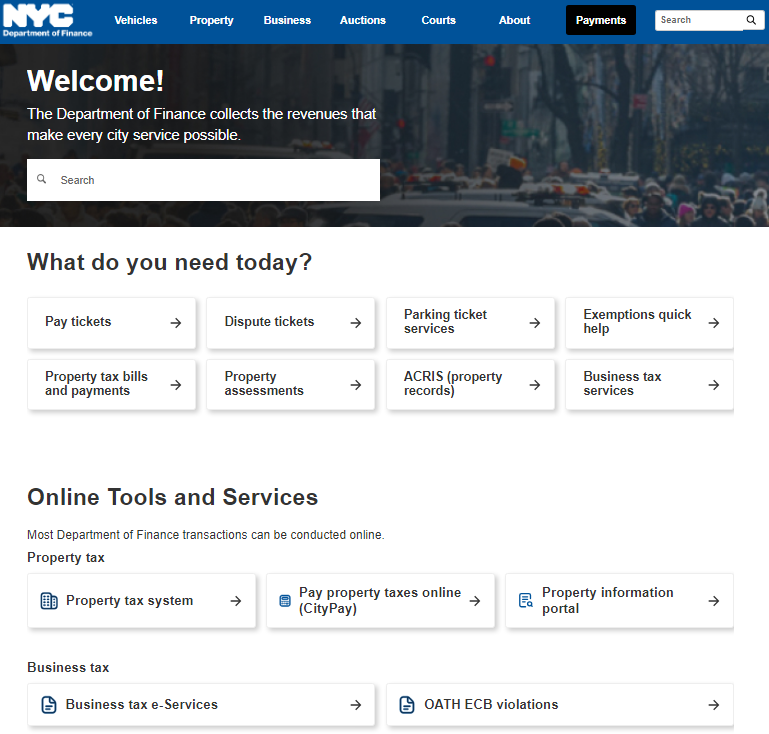 NYC
Department of Finance
Vehicles
Property
Business
Auctions
Courts
About
Payments
Search
Welcome!
The Department of Finance collects the revenues that
make every city service possible.
Search
What do you need today?
Pay tickets
Dispute tickets
Parking ticket
services
Exemptions quick
help
Property tax bills
and payments
Property
assessments
ACRIS (property
records)
Business tax
services
Online Tools and Services
Most Department of Finance transactions can be conducted online.
Property tax
Property tax system
Pay property taxes online
(CityPay)
Property information
portal
Business tax
Business tax e-Services
OATH ECB violations